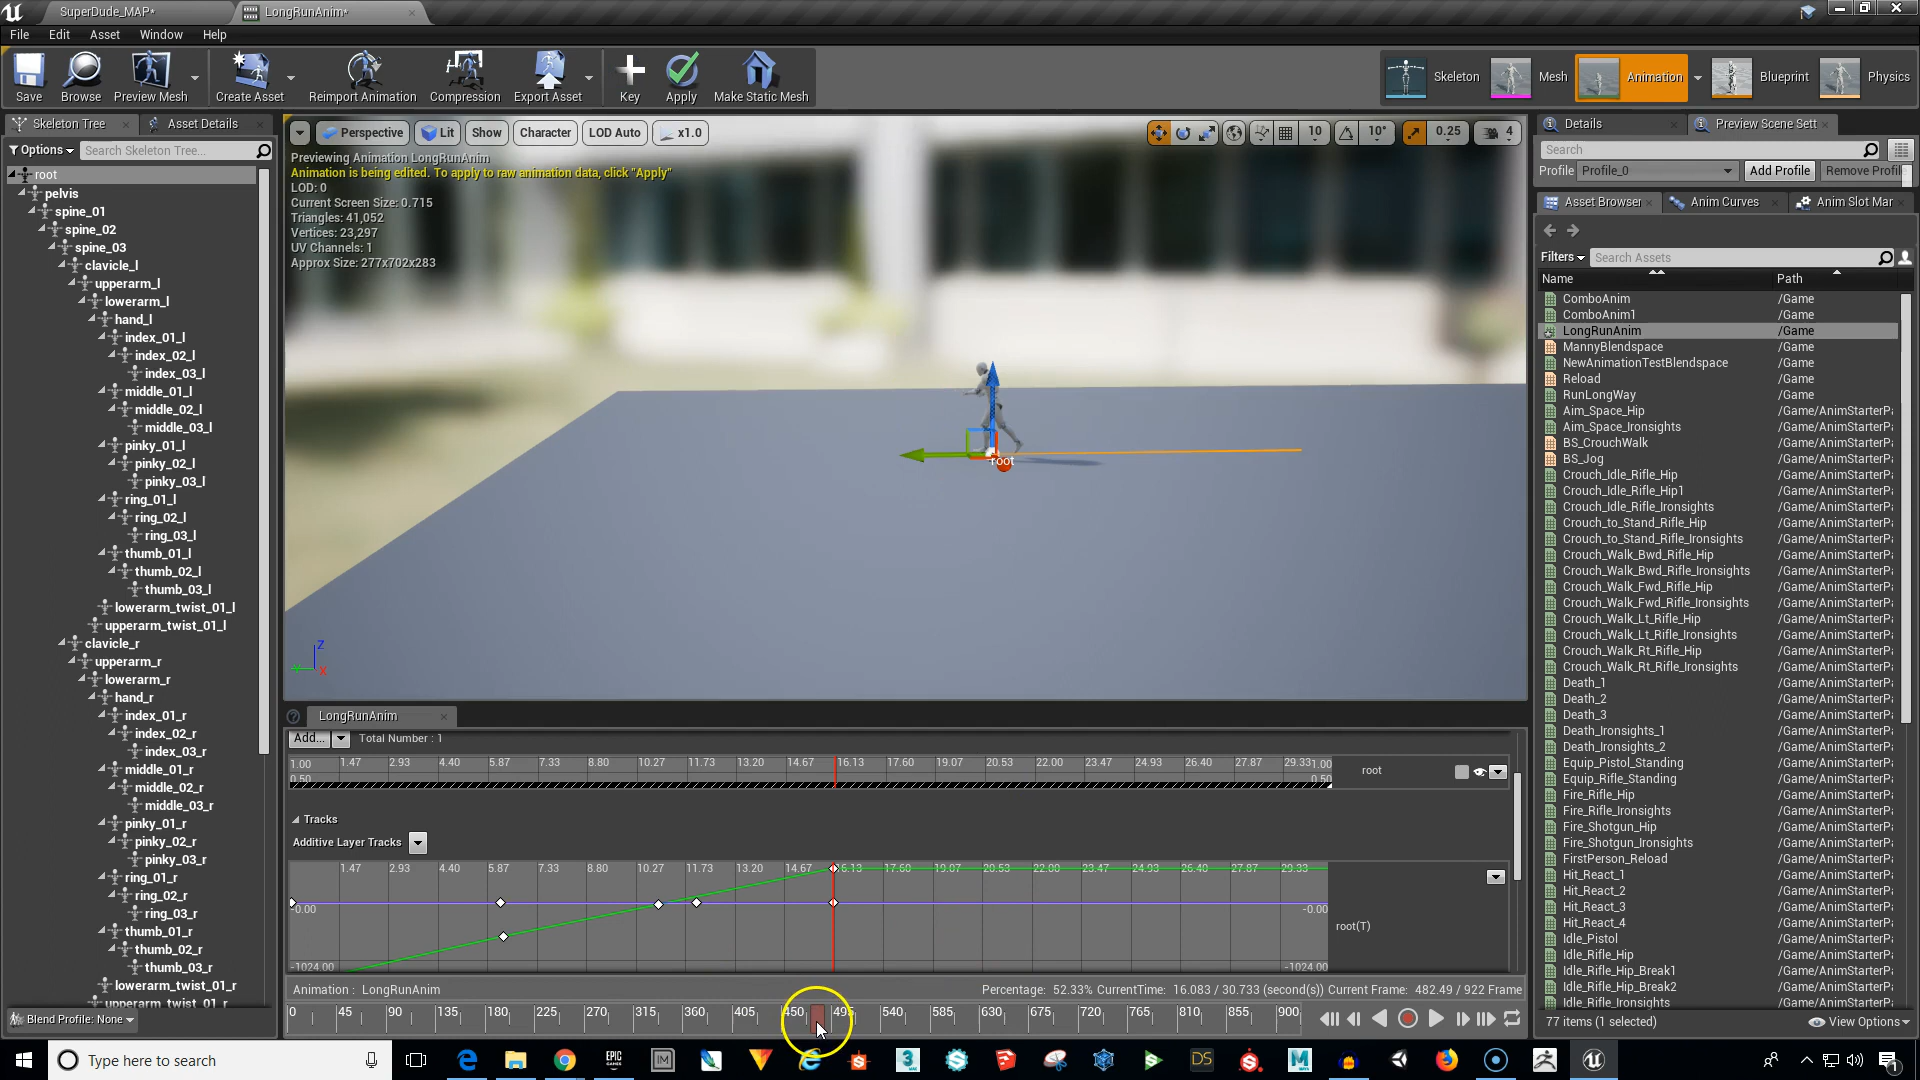 SuperDude_MAP*
LongRunAnim*
File Edit Asset Window Help
Save Browse Preview Mesh Create Asset Reimport Animation Compression Export Asset Key Apply Make Static Mesh
Skeleton Mesh Animation Blueprint Physics
Skeleton Tree Asset Details
Options Search Skeleton Tree...
root
pelvis
spine_01
spine_02
spine_03
clavicle_l
upperarm_l
lowerarm_l
hand_l
index_01_l
index_02_l
index_03_l
middle_01_l
middle_02_l
middle_03_l
pinky_01_l
pinky_02_l
pinky_03_l
ring_01_l
ring_02_l
ring_03_l
thumb_01_l
thumb_02_l
thumb_03_l
lowerarm_twist_01_l
upperarm_twist_01_l
clavicle_r
upperarm_r
lowerarm_r
hand_r
index_01_r
index_02_r
index_03_r
middle_01_r
middle_02_r
middle_03_r
pinky_01_r
pinky_02_r
pinky_03_r
ring_01_r
ring_02_r
ring_03_r
thumb_01_r
thumb_02_r
thumb_03_r
lowerarm_twist_01_r
upperarm_twist_01_r
Blend Profile: None
Perspective Lit Show Character LOD Auto x1.0 10 10° 0.25 4
Previewing Animation LongRunAnim
Animation is being edited. To apply to raw animation data, click "Apply"
LOD: 0
Current Screen Size: 0.715
Triangles: 41,052
Vertices: 23,297
UV Channels: 1
Approx Size: 277x702x283
root
Z
X
LongRunAnim
Add... Total Number : 1
1.00 1.47 2.93 4.40 5.87 7.33 8.80 10.27 11.73 13.20 14.67 16.13 17.60 19.07 20.53 22.00 23.47 24.93 26.40 27.87 29.33 1.00
0.50 0.50
root
Tracks
Additive Layer Tracks
1.47 2.93 4.40 5.87 7.33 8.80 10.27 11.73 13.20 14.67 16.13 17.60 19.07 20.53 22.00 23.47 24.93 26.40 27.87 29.33
-0.00 -0.00
root(T)
-1024.00 -1024.00
Animation : LongRunAnim Percentage: 52.33% CurrentTime: 16.083 / 30.733 (second(s)) Current Frame: 482.49 / 922 Frame
0 45 90 135 180 225 270 315 360 405 450 495 540 585 630 675 720 765 810 855 900
Details Preview Scene Sett
Search
Profile Profile_0 Add Profile Remove Profil
Asset Browser Anim Curves Anim Slot Mar
Filters Search Assets
Name Path
ComboAnim /Game
ComboAnim1 /Game
LongRunAnim /Game
MannyBlendspace /Game
NewAnimationTestBlendspace /Game
Reload /Game
RunLongWay /Game
Aim_Space_Hip /Game/AnimStarterPa
Aim_Space_Ironsights /Game/AnimStarterPa
BS_CrouchWalk /Game/AnimStarterPa
BS_Jog /Game/AnimStarterPa
Crouch_Idle_Rifle_Hip /Game/AnimStarterPa
Crouch_Idle_Rifle_Hip1 /Game/AnimStarterPa
Crouch_Idle_Rifle_Ironsights /Game/AnimStarterPa
Crouch_to_Stand_Rifle_Hip /Game/AnimStarterPa
Crouch_to_Stand_Rifle_Ironsights /Game/AnimStarterPa
Crouch_Walk_Bwd_Rifle_Hip /Game/AnimStarterPa
Crouch_Walk_Bwd_Rifle_Ironsights /Game/AnimStarterPa
Crouch_Walk_Fwd_Rifle_Hip /Game/AnimStarterPa
Crouch_Walk_Fwd_Rifle_Ironsights /Game/AnimStarterPa
Crouch_Walk_Lt_Rifle_Hip /Game/AnimStarterPa
Crouch_Walk_Lt_Rifle_Ironsights /Game/AnimStarterPa
Crouch_Walk_Rt_Rifle_Hip /Game/AnimStarterPa
Crouch_Walk_Rt_Rifle_Ironsights /Game/AnimStarterPa
Death_1 /Game/AnimStarterPa
Death_2 /Game/AnimStarterPa
Death_3 /Game/AnimStarterPa
Death_Ironsights_1 /Game/AnimStarterPa
Death_Ironsights_2 /Game/AnimStarterPa
Equip_Pistol_Standing /Game/AnimStarterPa
Equip_Rifle_Standing /Game/AnimStarterPa
Fire_Rifle_Hip /Game/AnimStarterPa
Fire_Rifle_Ironsights /Game/AnimStarterPa
Fire_Shotgun_Hip /Game/AnimStarterPa
Fire_Shotgun_Ironsights /Game/AnimStarterPa
FirstPerson_Reload /Game/AnimStarterPa
Hit_React_1 /Game/AnimStarterPa
Hit_React_2 /Game/AnimStarterPa
Hit_React_3 /Game/AnimStarterPa
Hit_React_4 /Game/AnimStarterPa
Idle_Pistol /Game/AnimStarterPa
Idle_Rifle_Hip /Game/AnimStarterPa
Idle_Rifle_Hip_Break1 /Game/AnimStarterPa
Idle_Rifle_Hip_Break2 /Game/AnimStarterPa
Idle_Rifle_Ironsights /Game/AnimStarterPa
77 items (1 selected) View Options
Type here to search
EPIC GAMES
IM
3
DS
M
1